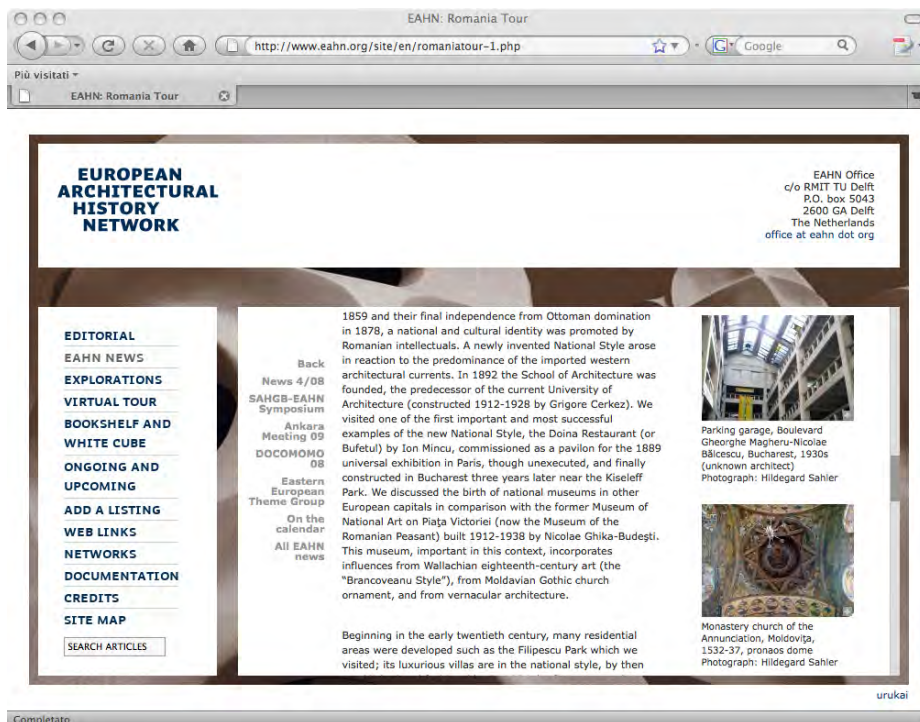 EAHN: Romania Tour
http://www.eahn.org/site/en/romaniatour-1.php
G
Google
Più visitati
EAHN: Romania Tour
EUROPEAN
ARCHITECTURAL
HISTORY
NETWORK
EAHN Office
c/o RMIT TU Delft
P.O. box 5043
2600 GA Delft
The Netherlands
office at eahn dot org
EDITORIAL
EAHN NEWS
EXPLORATIONS
VIRTUAL TOUR
BOOKSHELF AND
WHITE CUBE
ONGOING AND
UPCOMING
ADD A LISTING
WEB LINKS
NETWORKS
DOCUMENTATION
CREDITS
SITE MAP
SEARCH ARTICLES
Back
News 4/08
SAHGB-EAHN
Symposium
Ankara
Meeting 09
DOCOMOMO
08
Eastern
European
Theme Group
On the
calendar
All EAHN
news
1859 and their final independence from Ottoman domination
in 1878, a national and cultural identity was promoted by
Romanian intellectuals. A newly invented National Style arose
in reaction to the predominance of the imported western
architectural currents. In 1892 the School of Architecture was
founded, the predecessor of the current University of
Architecture (constructed 1912-1928 by Grigore Cerkez). We
visited one of the first important and most successful
examples of the new National Style, the Doina Restaurant (or
Bufetul) by Ion Mincu, commissioned as a pavilon for the 1889
universal exhibition in París, though unexecuted, and finally
constructed in Bucharest three years later near the Kiseleff
Park. We discussed the birth of national museums in other
European capitals in comparison with the former Museum of
National Art on Piaţa Victoriei (now the Museum of the
Romanian Peasant) built 1912-1938 by Nicolae Ghika-Budeşti.
This museum, important in this context, incorporates
influences from Wallachian eighteenth-century art (the
“Brancoveanu Style”), from Moldavian Gothic church
ornament, and from vernacular architecture.
Beginning in the early twentieth century, many residential
areas were developed such as the Filipescu Park which we
visited; its luxurious villas are in the national style, by then
Parking garage, Boulevard
Gheorghe Magheru-Nicolae
Bălcescu, Bucharest, 1930s
(unknown architect)
Photograph: Hildegard Sahler
Monastery church of the
Annunciation, Moldoviţa,
1532-37, pronaos dome
Photograph: Hildegard Sahler
urukai
Completato